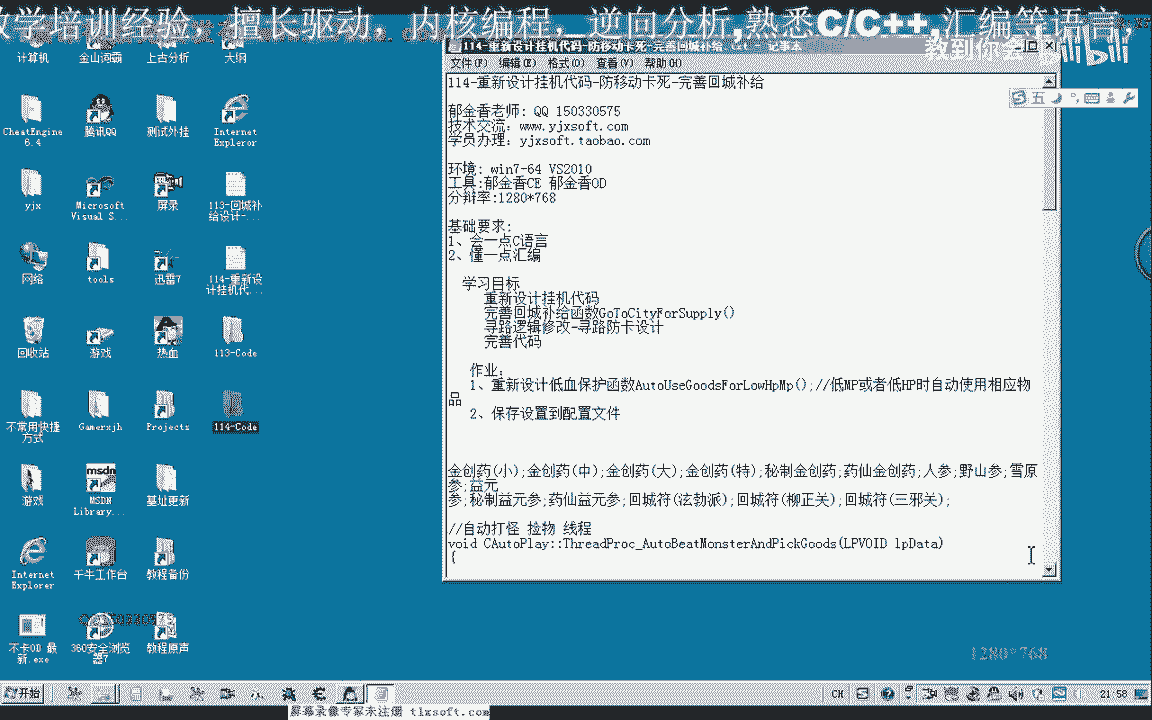 教学培训经验， 擅长驱动，内核编程， 逆向分析,熟悉C/C++,汇编等语言，
教到你会
bilibili
114-重新设计挂机代码-防移动卡死-完善回城补给.txt - 记事本
文件(F) 编辑(E) 格式(O) 查看(V) 帮助(H)
114-重新设计挂机代码-防移动卡死-完善回城补给
郁金香老师: QQ 150330575
技术交流：www.yjxsoft.com
学员办理：yjxsoft.taobao.com
环境: win7-64 VS2010
工具:郁金香CE 郁金香OD
分辩率:1280*768
基础要求:
1、会一点C语言
2、懂一点汇编
学习目标
重新设计挂机代码
完善回城补给函数GoToCityForSupply()
寻路逻辑修改-寻路防卡设计
完善代码
作业:
1、重新设计低血保护函数AutoUseGoodsForLowHpMp();//低MP或者低HP时自动使用相应物
品
2、保存设置到配置文件
金创药(小);金创药(中);金创药(大);金创药(特);秘制金创药;药仙金创药;人参;野山参;雪原
参;益元
参;秘制益元参;药仙益元参;回城符(泫勃派);回城符(柳正关);回城符(三邪关);
//自动打怪 捡物 线程
void CAutoPlay::ThreadProc_AutoBeatMonsterAndPickGoods(LPVOID lpData)
{
五
计算机
金山词霸
上古分析
大纲
CheatEngine
6.4
腾讯QQ
测试外挂
Internet
Explorer
yjx
Microsoft
Visual S...
屏录
113-回城补
给设计-...
网络
tools
迅雷7
114-重新设
计挂机代...
回收站
游戏
热血
113-Code
不常用快捷
方式
Gamerxjh
Projects
114-Code
游戏
MSDN
Library...
基址更新
Internet
Explorer
千牛工作台
教程备份
不卡OD 最
新.exe
360安全浏览
器7
教程原声
1280*768
开始
CH
21:58
屏幕录像专家未注册 tlxsoft.com